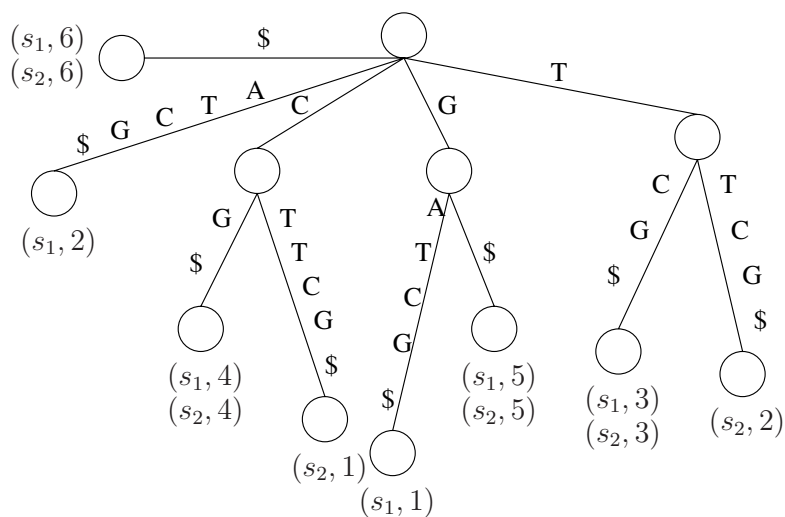 $
(s₁, 6)
(s₂, 6)
T
A
T
C
G
$
C
G
(s₁, 2)
G
$
T
T
C
G
$
A
T
C
G
$
$
C
G
$
T
C
G
$
(s₁, 4)
(s₂, 4)
(s₁, 5)
(s₂, 5)
(s₁, 3)
(s₂, 3)
(s₂, 2)
(s₂, 1)
(s₁, 1)